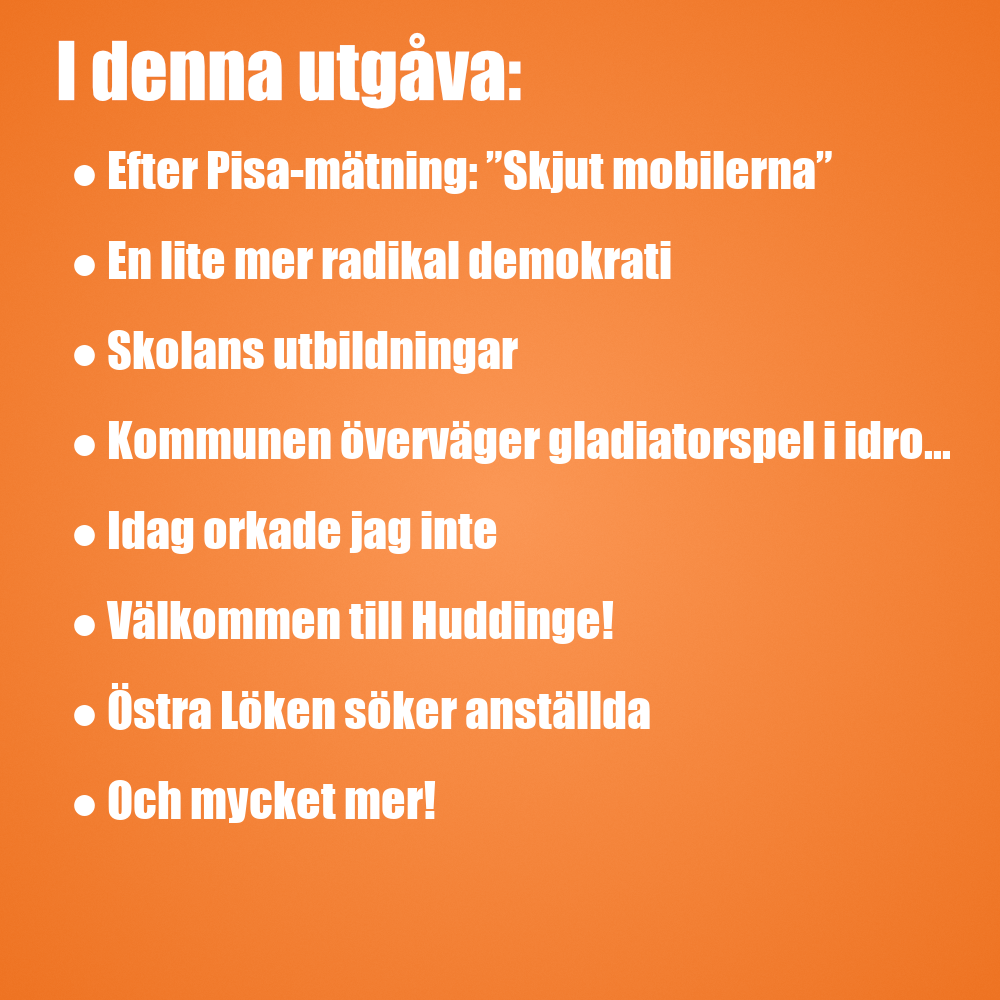 I denna utgåva:
• Efter Pisa-mätning: ”Skjut mobilerna”
• En lite mer radikal demokrati
• Skolans utbildningar
• Kommunen överväger gladiatorspel i idro...
• Idag orkade jag inte
• Välkommen till Huddinge!
• Östra Löken söker anställda
• Och mycket mer!